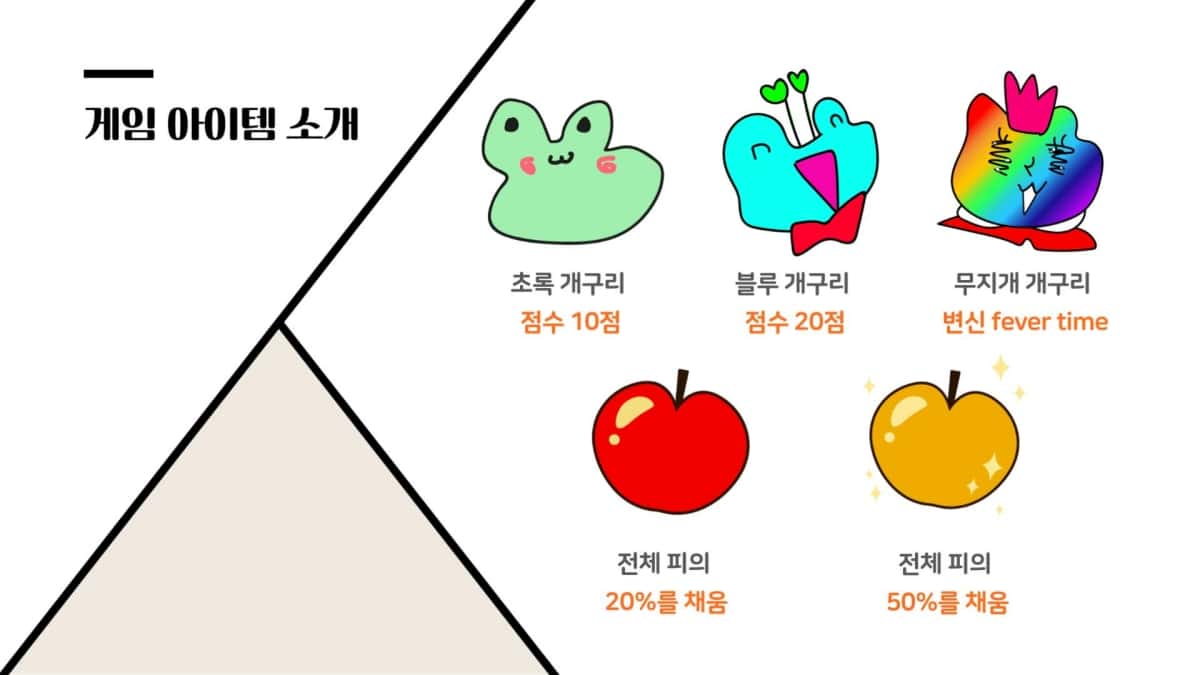 게임 아이템 소개
초록 개구리
점수 10점
블루 개구리
점수 20점
무지개 개구리
변신 fever time
전체 피의
20%를 채움
전체 피의
50%를 채움